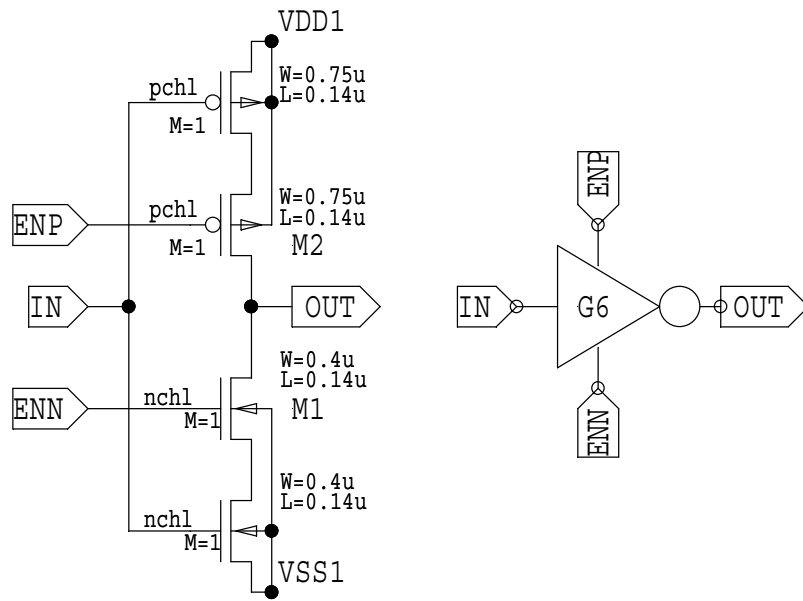 VDD1
W=0.75u
L=0.14u
pchl
M=1
W=0.75u
L=0.14u
pchl
M=1
M2
ENP
IN
OUT
W=0.4u
L=0.14u
nchl
M=1
M1
ENN
W=0.4u
L=0.14u
nchl
M=1
VSS1
ENP
IN
G6
OUT
ENN